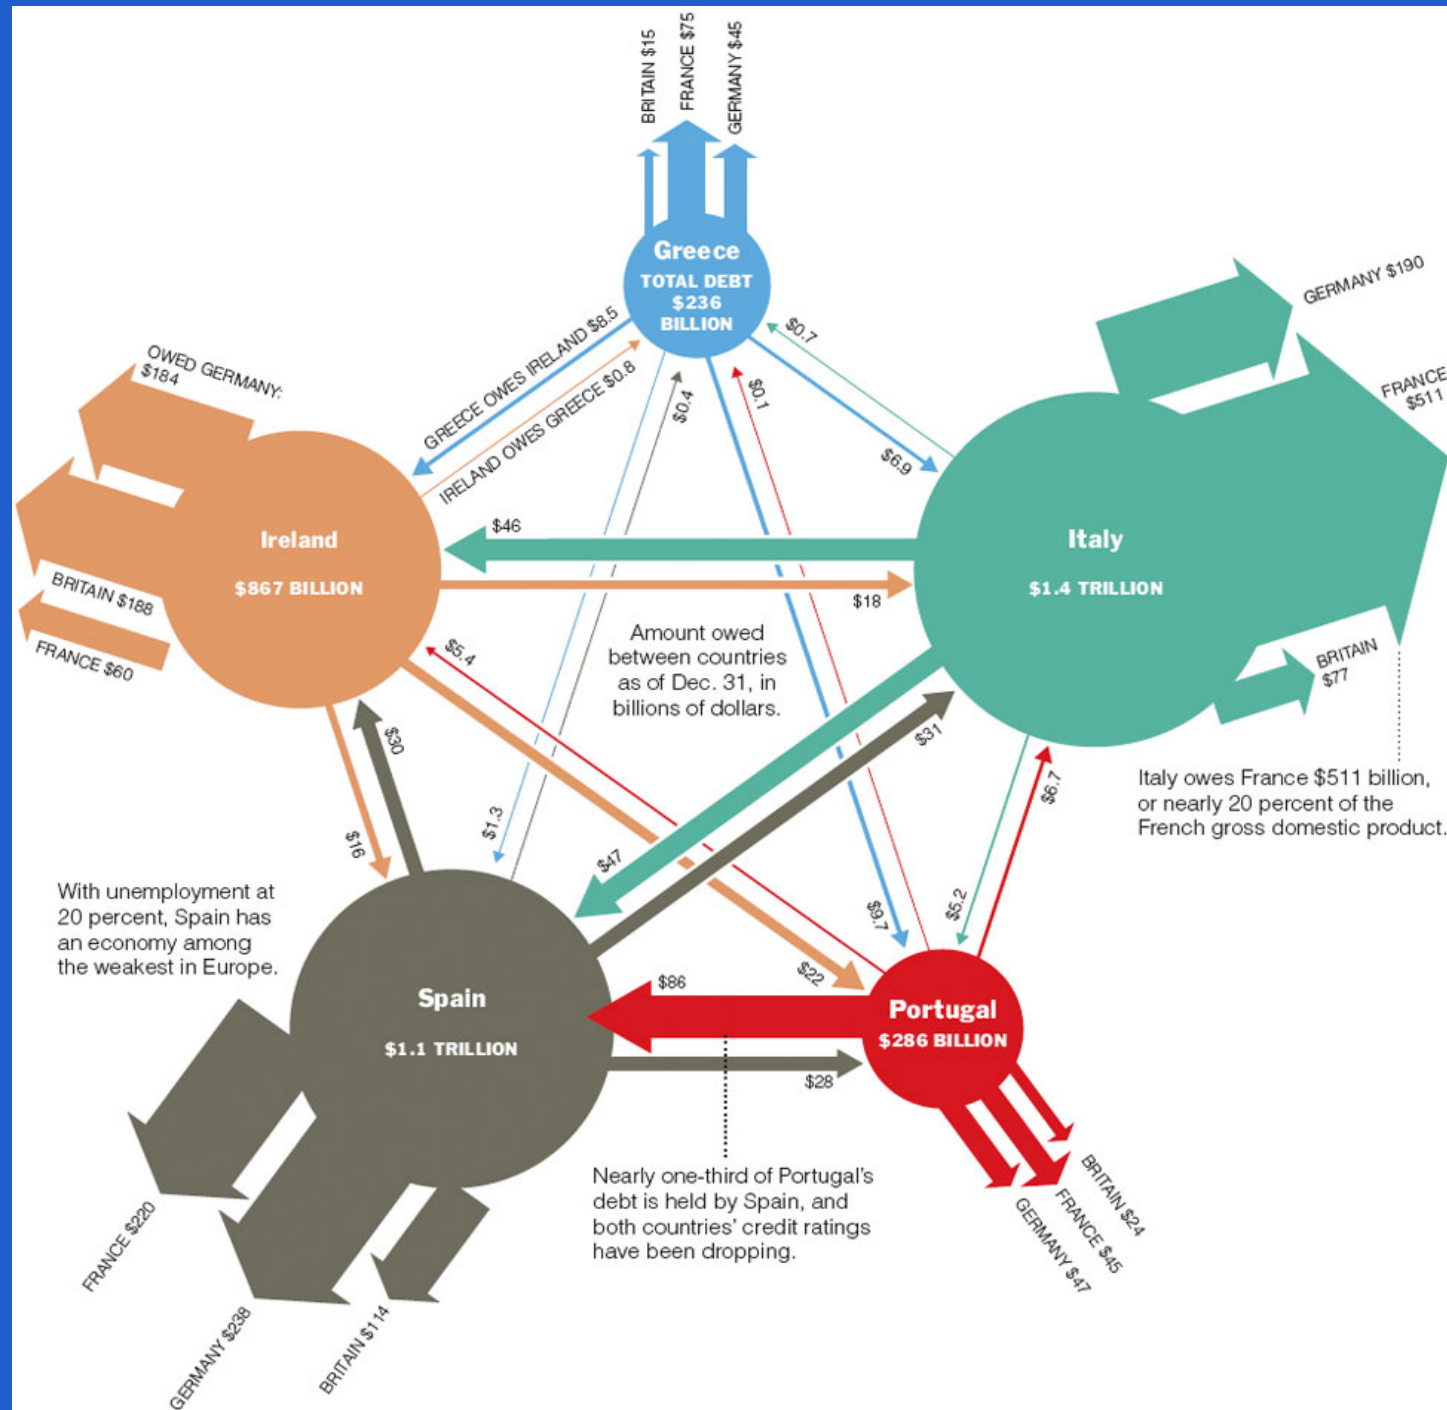 BRITAIN $15
FRANCE $75
GERMANY $45
Greece
TOTAL DEBT
$236
BILLION
GERMANY $190
FRANCE
$511
OWED GERMANY:
$184
GREECE OWES IRELAND $8.5
IRELAND OWES GREECE $0.8
$0.4
$0.1
$0.7
$6.9
Ireland
$867 BILLION
BRITAIN $188
FRANCE $60
$46
$18
Italy
$1.4 TRILLION
BRITAIN
$77
Amount owed
between countries
as of Dec. 31, in
billions of dollars.
$5.4
$30
$16
$31
$6.7
Italy owes France $511 billion,
or nearly 20 percent of the
French gross domestic product.
$1.3
$47
$9.7
$5.2
With unemployment at
20 percent, Spain has
an economy among
the weakest in Europe.
$22
$86
$28
Spain
$1.1 TRILLION
Portugal
$286 BILLION
Nearly one-third of Portugal's
debt is held by Spain, and
both countries' credit ratings
have been dropping.
BRITAIN $24
FRANCE $45
GERMANY $47
FRANCE $220
GERMANY $238
BRITAIN $114